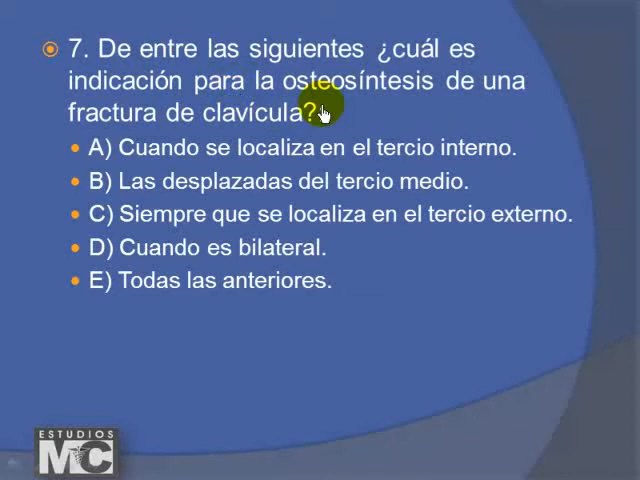 7. De entre las siguientes ¿cuál es
indicación para la osteosíntesis de una
fractura de clavícula?
A) Cuando se localiza en el tercio interno.
B) Las desplazadas del tercio medio.
C) Siempre que se localiza en el tercio externo.
D) Cuando es bilateral.
E) Todas las anteriores.
ESTUDIOS
MC